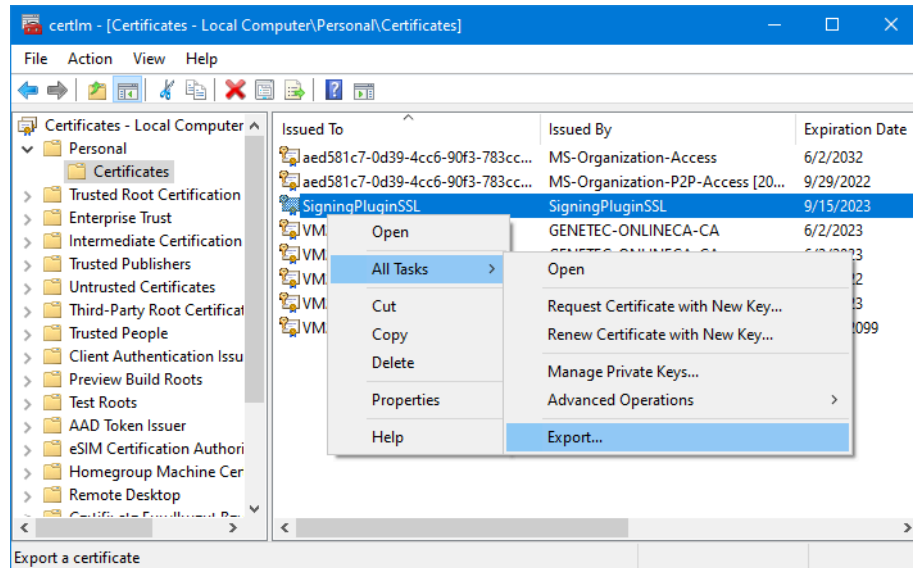 certlm - [Certificates - Local Computer\Personal\Certificates]
File Action View Help
Certificates - Local Computer
Personal
Certificates
Trusted Root Certification
Enterprise Trust
Intermediate Certification
Trusted Publishers
Untrusted Certificates
Third-Party Root Certificat
Trusted People
Client Authentication Issu
Preview Build Roots
Test Roots
AAD Token Issuer
eSIM Certification Authori
Homegroup Machine Cer
Remote Desktop
Issued To Issued By Expiration Date
aed581c7-0d39-4cc6-90f3-783cc... MS-Organization-Access 6/2/2032
aed581c7-0d39-4cc6-90f3-783cc... MS-Organization-P2P-Access [20... 9/29/2022
SigningPluginSSL SigningPluginSSL 9/15/2023
VM GENETEC-ONLINECA-CA 6/2/2023
VM
VM
VM
VM 099
Open
All Tasks
Cut
Copy
Delete
Properties
Help
Open
Request Certificate with New Key...
Renew Certificate with New Key...
Manage Private Keys...
Advanced Operations
Export...
Export a certificate